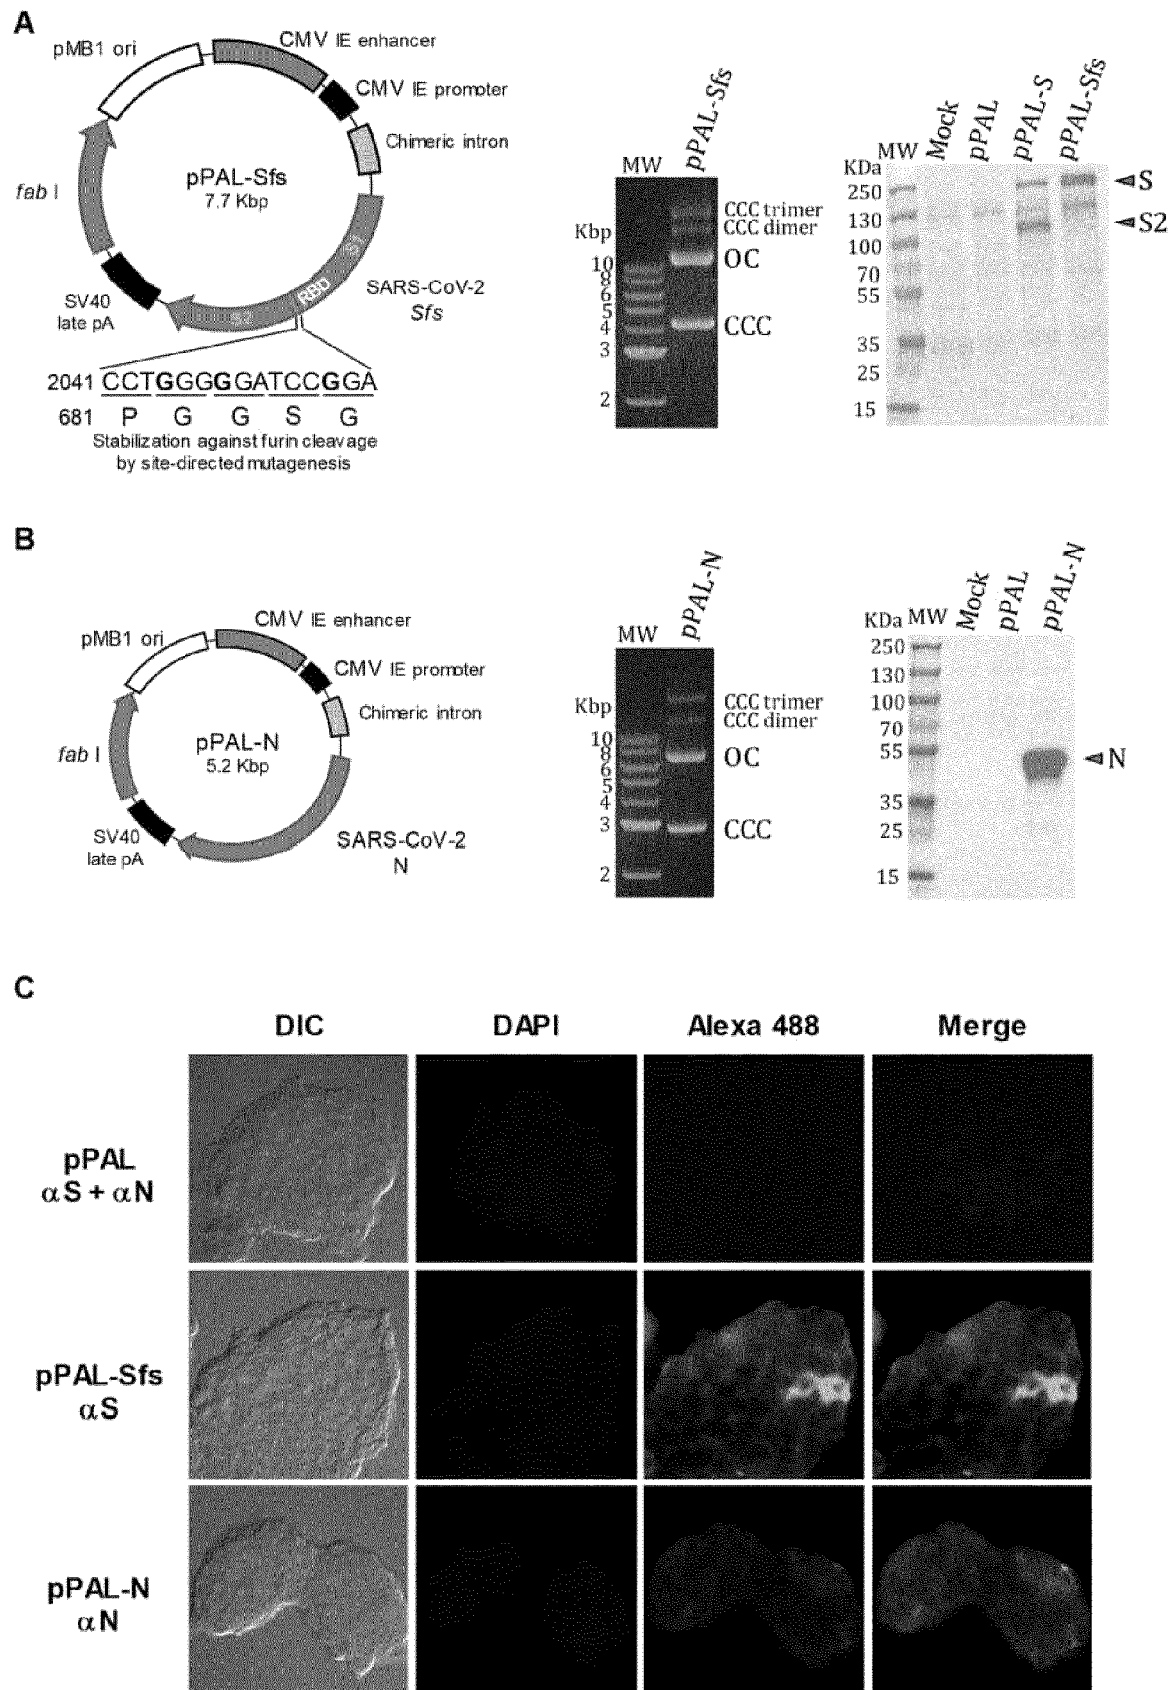 A
pMB1 ori
CMV IE enhancer
CMV IE promoter
Chimeric intron
fab I
pPAL-Sfs
7.7 Kbp
S1
RBD
S2
SV40
late pA
SARS-CoV-2
Sfs
2041 CCTGGGGGATCCGGA
681 P G G S G
Stabilization against furin cleavage
by site-directed mutagenesis
MW pPAL-Sfs
Kbp
CCC trimer
CCC dimer
10 OC
8
6
5
4 CCC
3
2
KDa MW Mock pPAL pPAL-S pPAL-Sfs
250 S
130 S2
100
70
55
35
25
15
B
pMB1 ori
CMV IE enhancer
CMV IE promoter
Chimeric intron
fab I
pPAL-N
5.2 Kbp
SV40
late pA
SARS-CoV-2
N
MW pPAL-N
Kbp
CCC trimer
CCC dimer
10
8 OC
6
5
4
3 CCC
2
KDa MW Mock pPAL pPAL-N
250
130
100
70
55 N
35
25
15
C
DIC DAPI Alexa 488 Merge
pPAL
αS + αN
pPAL-Sfs
αS
pPAL-N
αN